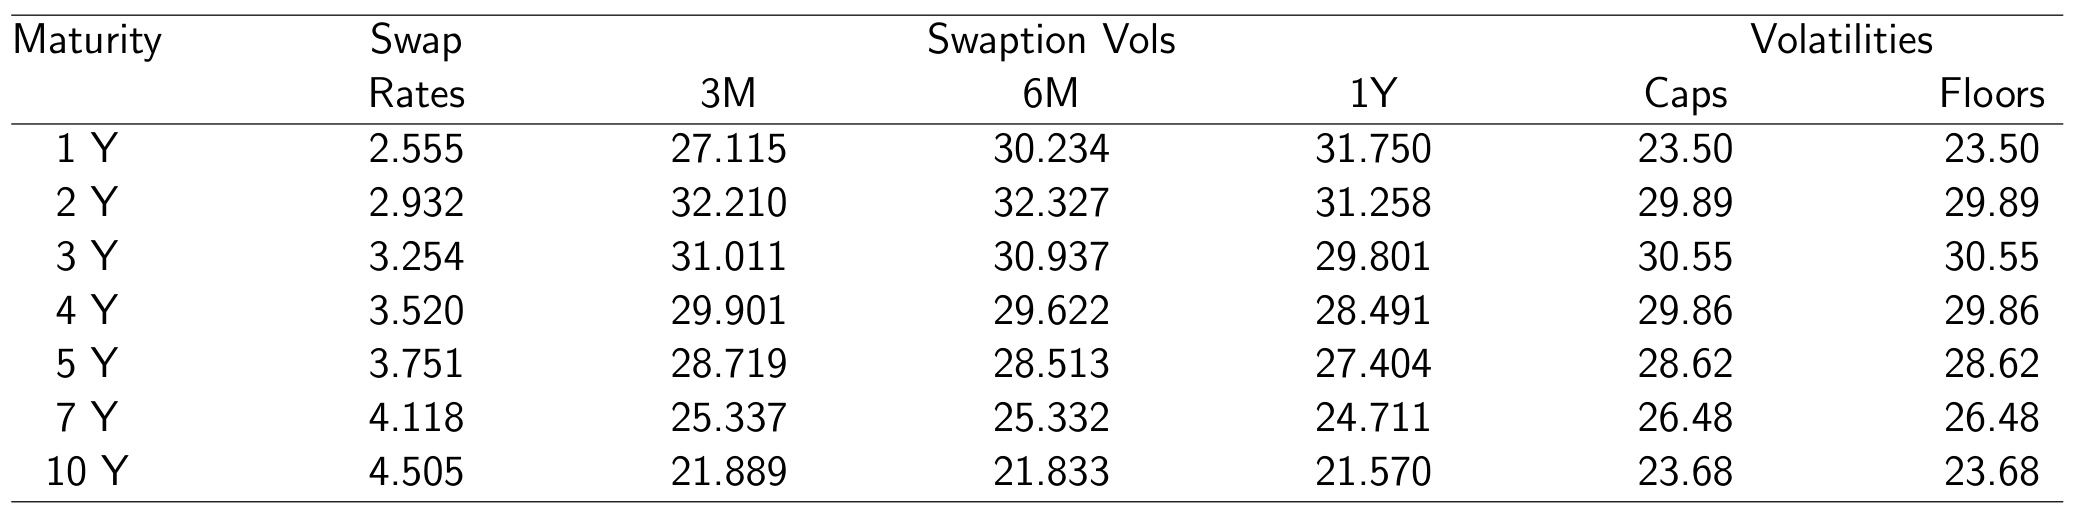 Maturity Swap Swaption Vols Volatilities
Rates 3M 6M 1Y Caps Floors
1 Y 2.555 27.115 30.234 31.750 23.50 23.50
2 Y 2.932 32.210 32.327 31.258 29.89 29.89
3 Y 3.254 31.011 30.937 29.801 30.55 30.55
4 Y 3.520 29.901 29.622 28.491 29.86 29.86
5 Y 3.751 28.719 28.513 27.404 28.62 28.62
7 Y 4.118 25.337 25.332 24.711 26.48 26.48
10 Y 4.505 21.889 21.833 21.570 23.68 23.68